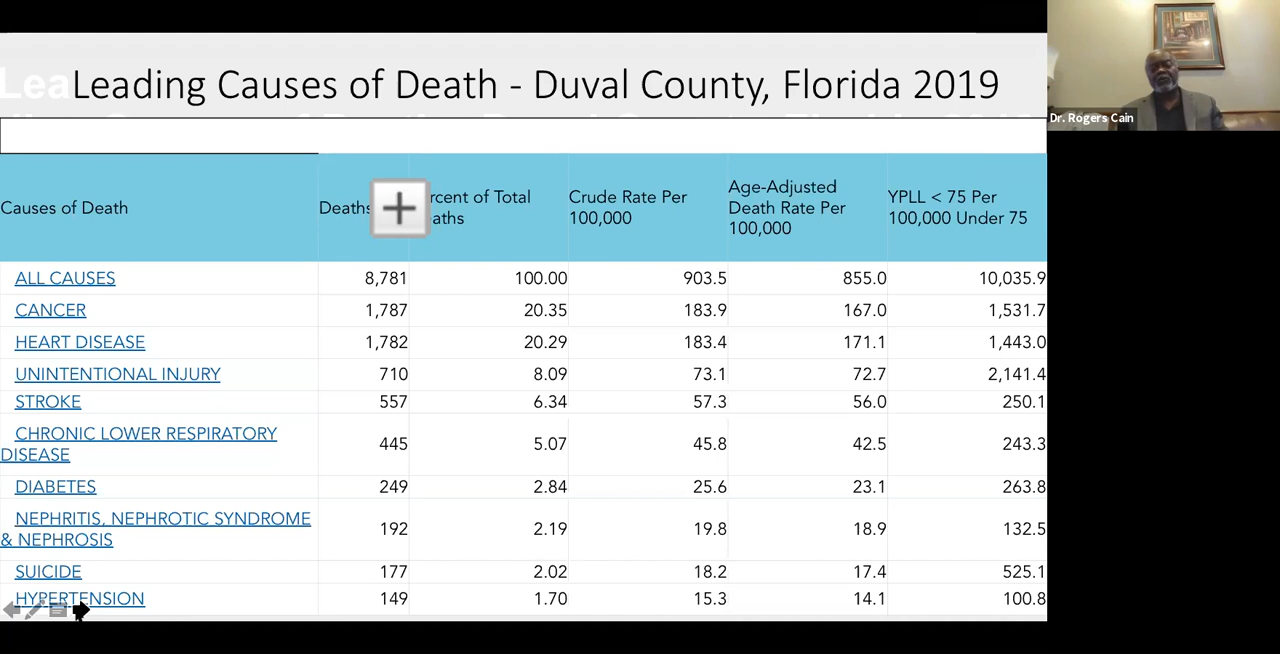 Lea
Leading Causes of Death - Duval County, Florida 2019
Causes of Death
Deaths
rcent of Total
aths
Crude Rate Per
100,000
Age-Adjusted
Death Rate Per
100,000
YPLL < 75 Per
100,000 Under 75
ALL CAUSES 8,781 100.00 903.5 855.0 10,035.9
CANCER 1,787 20.35 183.9 167.0 1,531.7
HEART DISEASE 1,782 20.29 183.4 171.1 1,443.0
UNINTENTIONAL INJURY 710 8.09 73.1 72.7 2,141.4
STROKE 557 6.34 57.3 56.0 250.1
CHRONIC LOWER RESPIRATORY
DISEASE 445 5.07 45.8 42.5 243.3
DIABETES 249 2.84 25.6 23.1 263.8
NEPHRITIS, NEPHROTIC SYNDROME
& NEPHROSIS 192 2.19 19.8 18.9 132.5
SUICIDE 177 2.02 18.2 17.4 525.1
HYPERTENSION 149 1.70 15.3 14.1 100.8
Dr. Rogers Cain